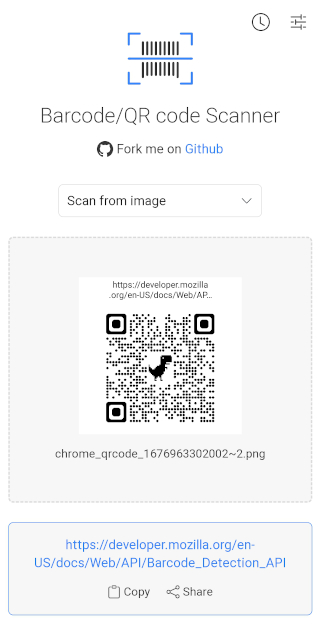 Barcode/QR code Scanner
Fork me on Github
Scan from image
https://developer.mozilla
.org/en-US/docs/Web/AP...
chrome_qrcode_1676963302002~2.png
https://developer.mozilla.org/en-
US/docs/Web/API/Barcode_Detection_API
Copy Share